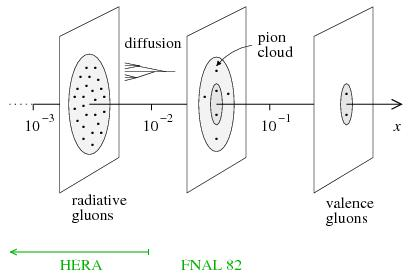 diffusion
pion
cloud
10⁻³
10⁻²
10⁻¹
x
radiative
gluons
valence
gluons
HERA
FNAL 82